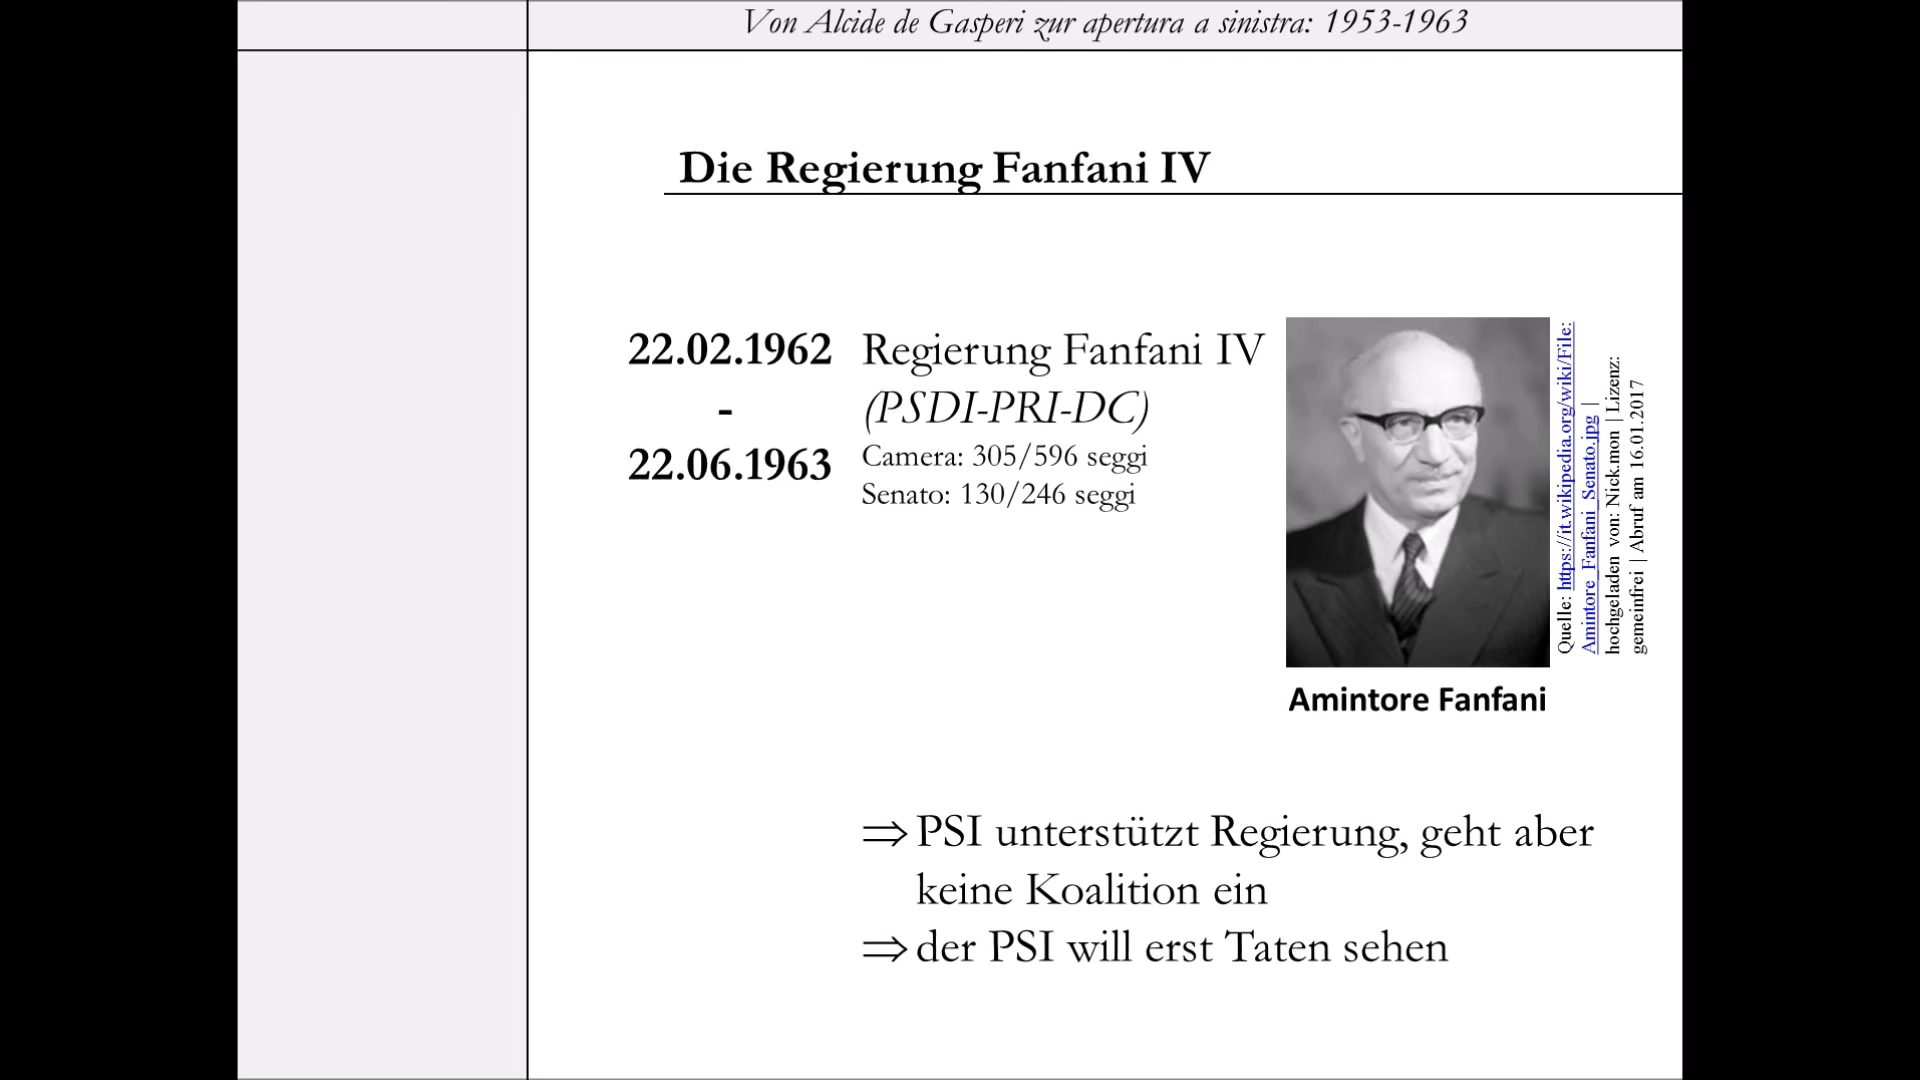 Von Alcide de Gasperi zur apertura a sinistra: 1953-1963
Die Regierung Fanfani IV
22.02.1962
-
22.06.1963
Regierung Fanfani IV
(PSDI-PRI-DC)
Camera: 305/596 seggi
Senato: 130/246 seggi
Quelle: https://it.wikipedia.org/wiki/File:
Amintore_Fanfani_Senato.jpg |
hochgeladen von: Nick.mon | Lizenz:
gemeinfrei | Abruf am 16.01.2017
Amintore Fanfani
⇒ PSI unterstützt Regierung, geht aber
keine Koalition ein
⇒ der PSI will erst Taten sehen